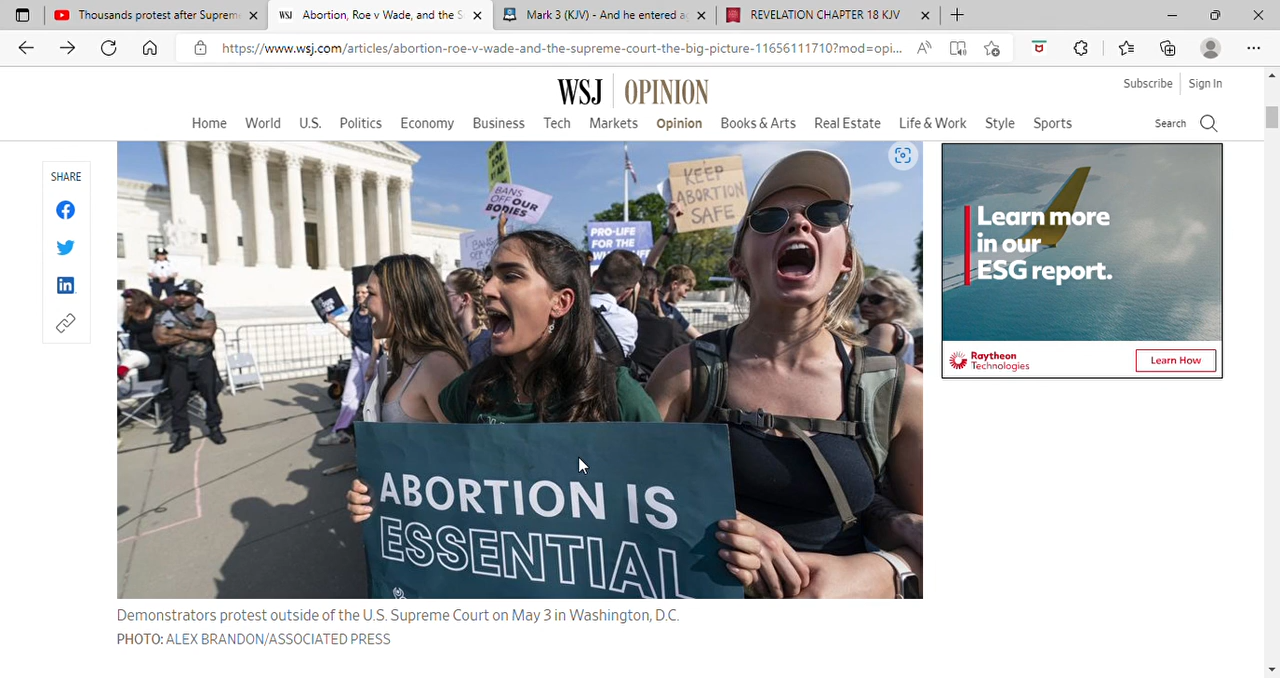 Thousands protest after Suprem
Abortion, Roe v Wade, and the S
Mark 3 (KJV) - And he entered a
REVELATION CHAPTER 18 KJV
https://www.wsj.com/articles/abortion-roe-v-wade-and-the-supreme-court-the-big-picture-11656111710?mod=opi...
WSJ OPINION
Subscribe Sign In
Home World U.S. Politics Economy Business Tech Markets Opinion Books & Arts Real Estate Life & Work Style Sports
Search
SHARE
BANS
OFF OUR
BODIES
KEEP
ABORTION
SAFE
PRO-LIFE
FOR THE
ABORTION IS
ESSENTIAL
Learn more
in our
ESG report.
Raytheon
Technologies
Learn How
Demonstrators protest outside of the U.S. Supreme Court on May 3 in Washington, D.C.
PHOTO: ALEX BRANDON/ASSOCIATED PRESS